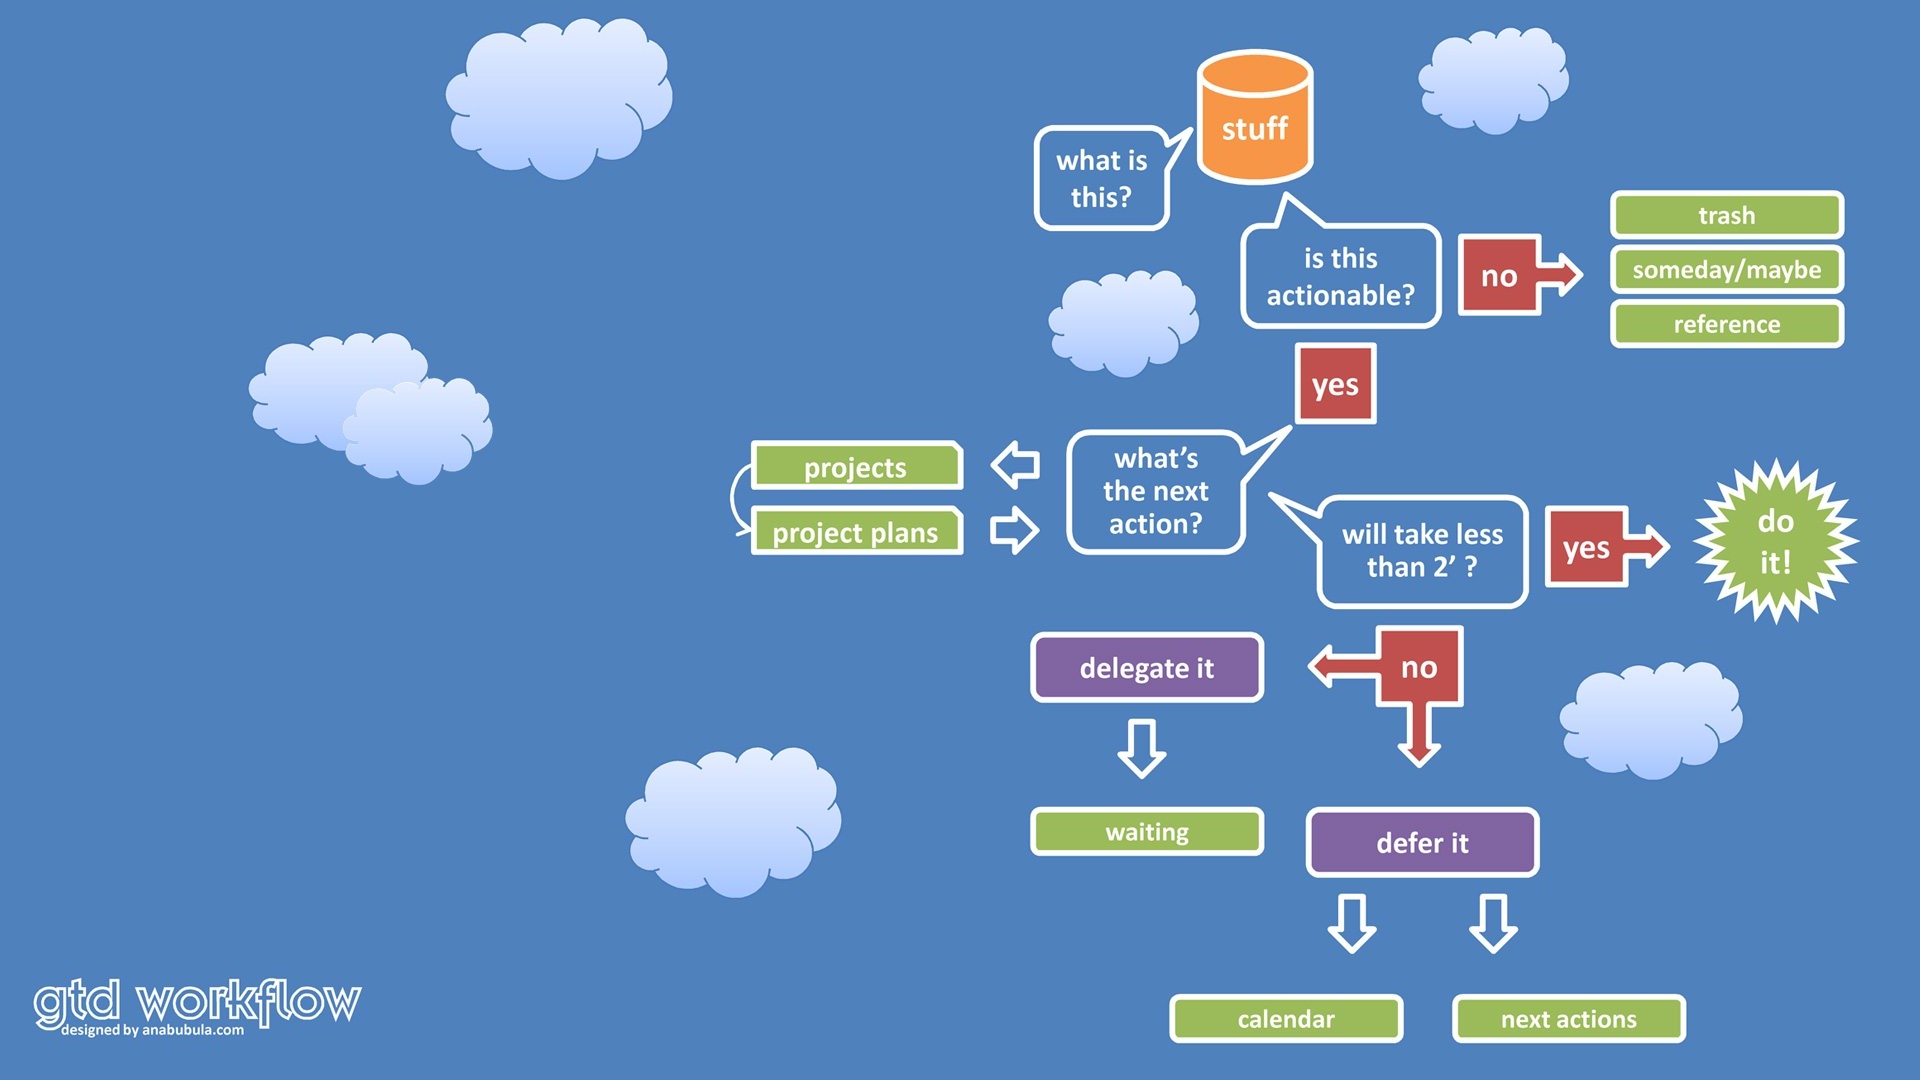 stuff
what is
this?
is this
actionable?
no
trash
someday/maybe
reference
yes
what’s
the next
action?
projects
project plans
will take less
than 2’ ?
yes
do
it!
no
delegate it
waiting
defer it
calendar
next actions
gtd workflow
designed by anabubula.com